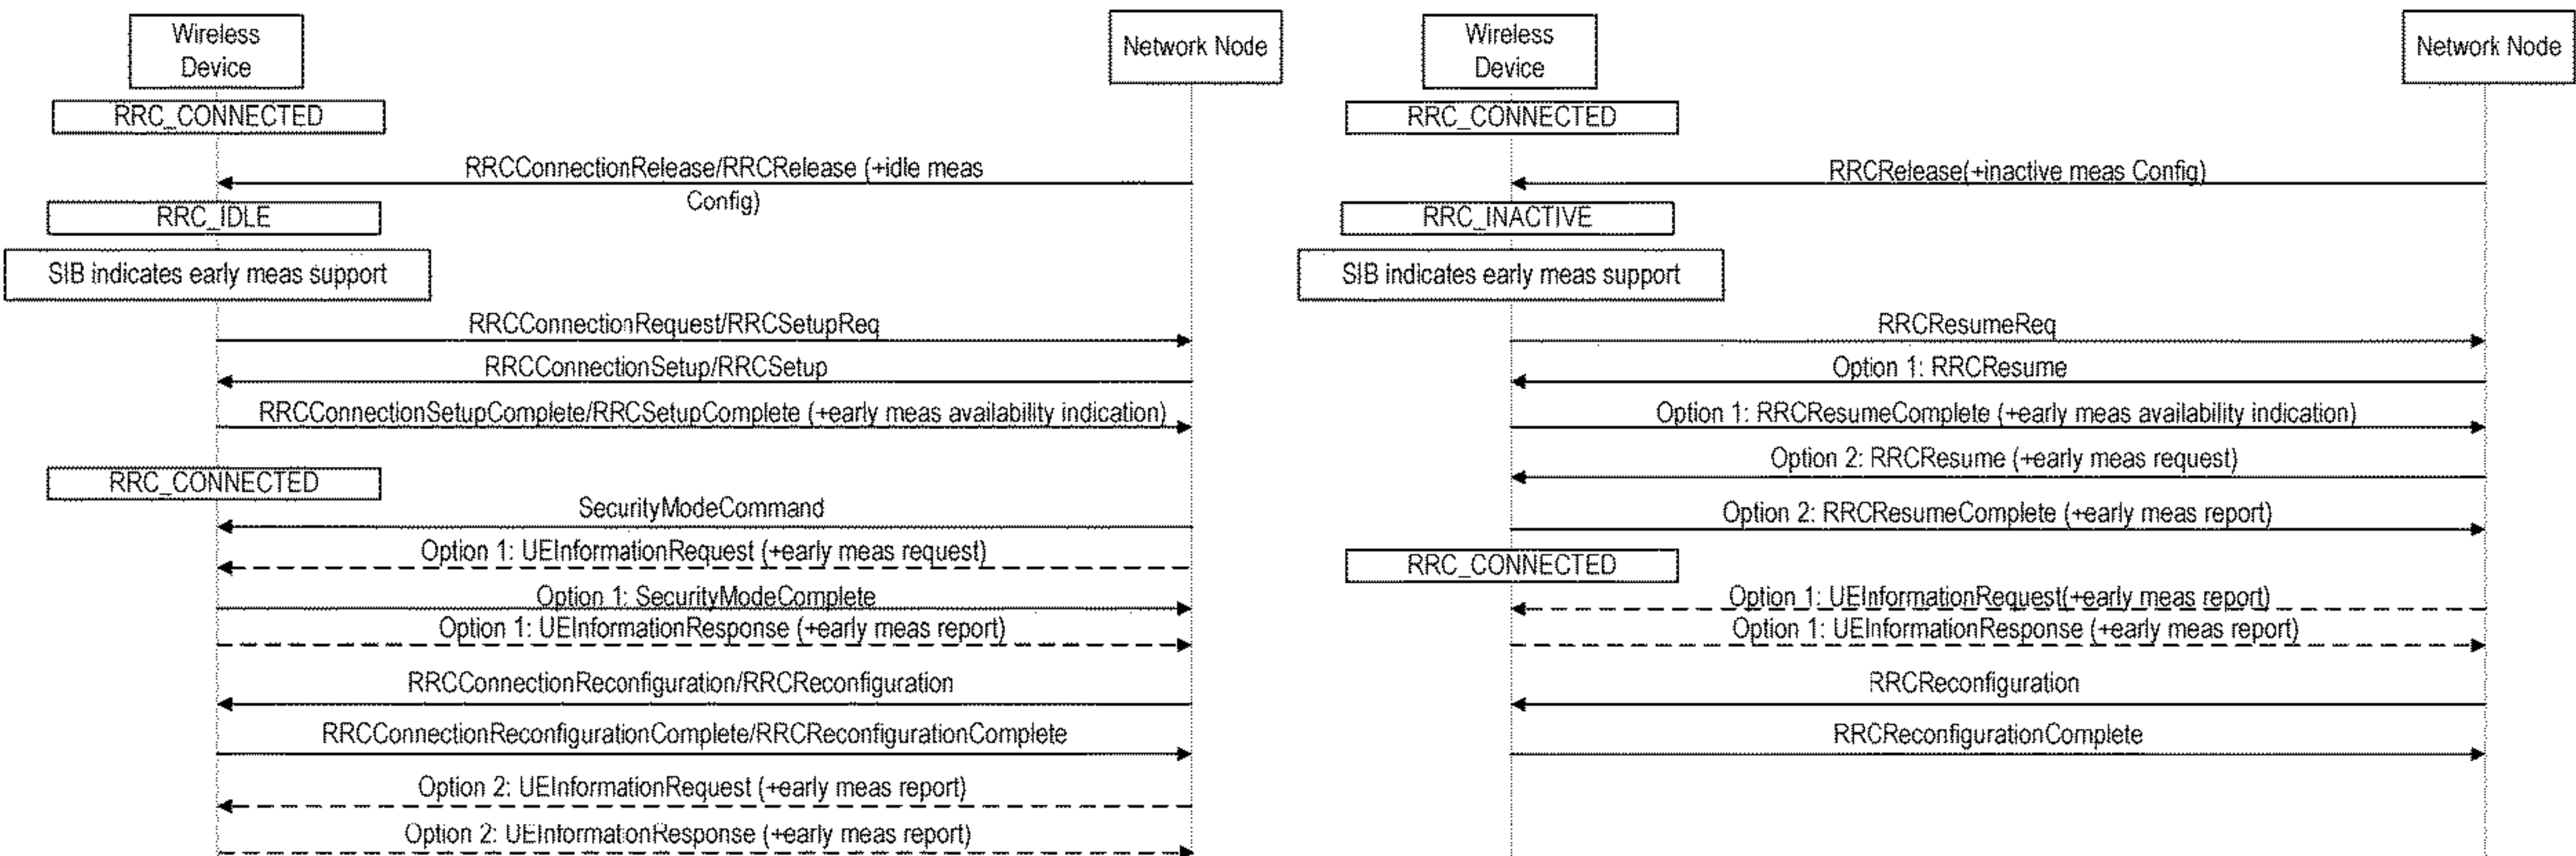 Wireless
Device
Network Node
RRC_CONNECTED
RRCConnectionRelease/RRCRelease (+idle meas
Config)
RRC_IDLE
SIB indicates early meas support
RRCConnectionRequest/RRCSetupReq
RRCConnectionSetup/RRCSetup
RRCConnectionSetupComplete/RRCSetupComplete (+early meas availability indication)
RRC_CONNECTED
SecurityModeCommand
Option 1: UEInformationRequest (+early meas request)
Option 1: SecurityModeComplete
Option 1: UEInformationResponse (+early meas report)
RRCConnectionReconfiguration/RRCReconfiguration
RRCConnectionReconfigurationComplete/RRCReconfigurationComplete
Option 2: UEInformationRequest (+early meas report)
Option 2: UEInformationResponse (+early meas report)
Wireless
Device
Network Node
RRC_CONNECTED
RRCRelease(+inactive meas Config)
RRC_INACTIVE
SIB indicates early meas support
RRCResumeReq
Option 1: RRCResume
Option 1: RRCResumeComplete (+early meas availability indication)
Option 2: RRCResume (+early meas request)
Option 2: RRCResumeComplete (+early meas report)
RRC_CONNECTED
Option 1: UEInformationRequest(+early meas report)
Option 1: UEInformationResponse (+early meas report)
RRCReconfiguration
RRCReconfigurationComplete